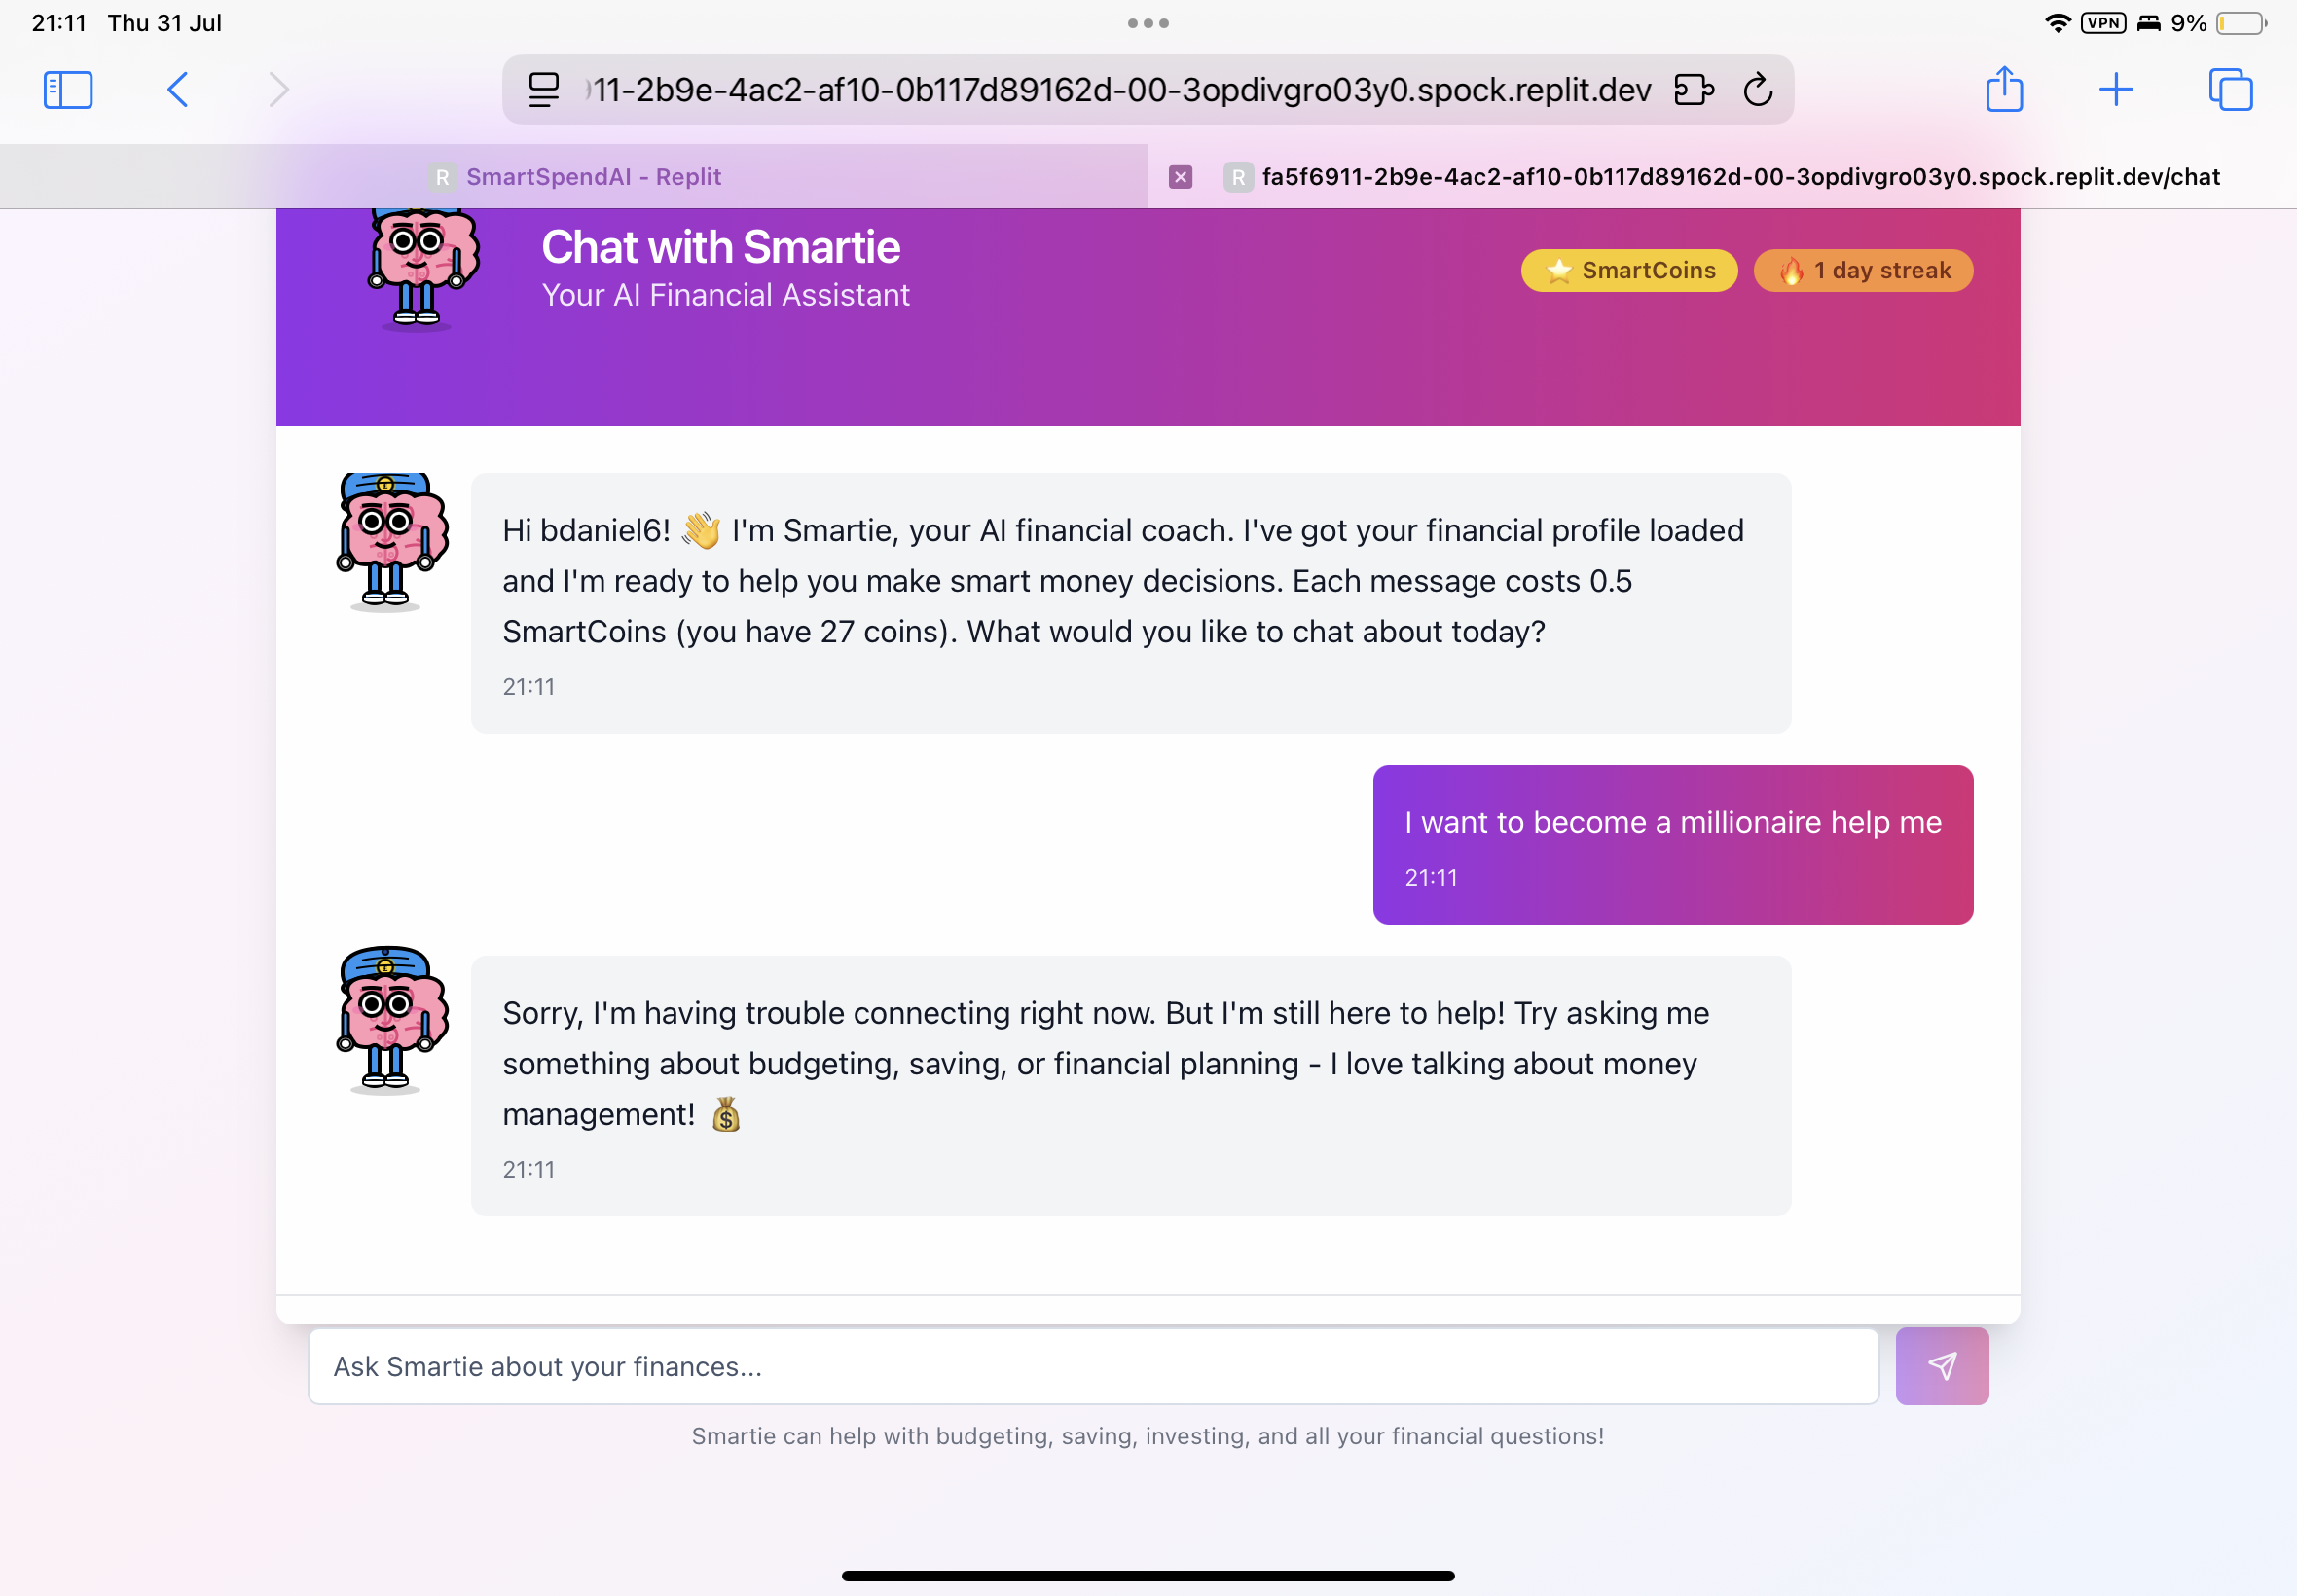 21:11 Thu 31 Jul
VPN 9%
11-2b9e-4ac2-af10-0b117d89162d-00-3opdivgro03y0.spock.replit.dev
R SmartSpendAI - Replit
R fa5f6911-2b9e-4ac2-af10-0b117d89162d-00-3opdivgro03y0.spock.replit.dev/chat
Chat with Smartie
Your AI Financial Assistant
⭐ SmartCoins
🔥 1 day streak
Hi bdaniel6! 👋 I'm Smartie, your AI financial coach. I've got your financial profile loaded
and I'm ready to help you make smart money decisions. Each message costs 0.5
SmartCoins (you have 27 coins). What would you like to chat about today?
21:11
I want to become a millionaire help me
21:11
Sorry, I'm having trouble connecting right now. But I'm still here to help! Try asking me
something about budgeting, saving, or financial planning - I love talking about money
management! 💰
21:11
Ask Smartie about your finances...
Smartie can help with budgeting, saving, investing, and all your financial questions!